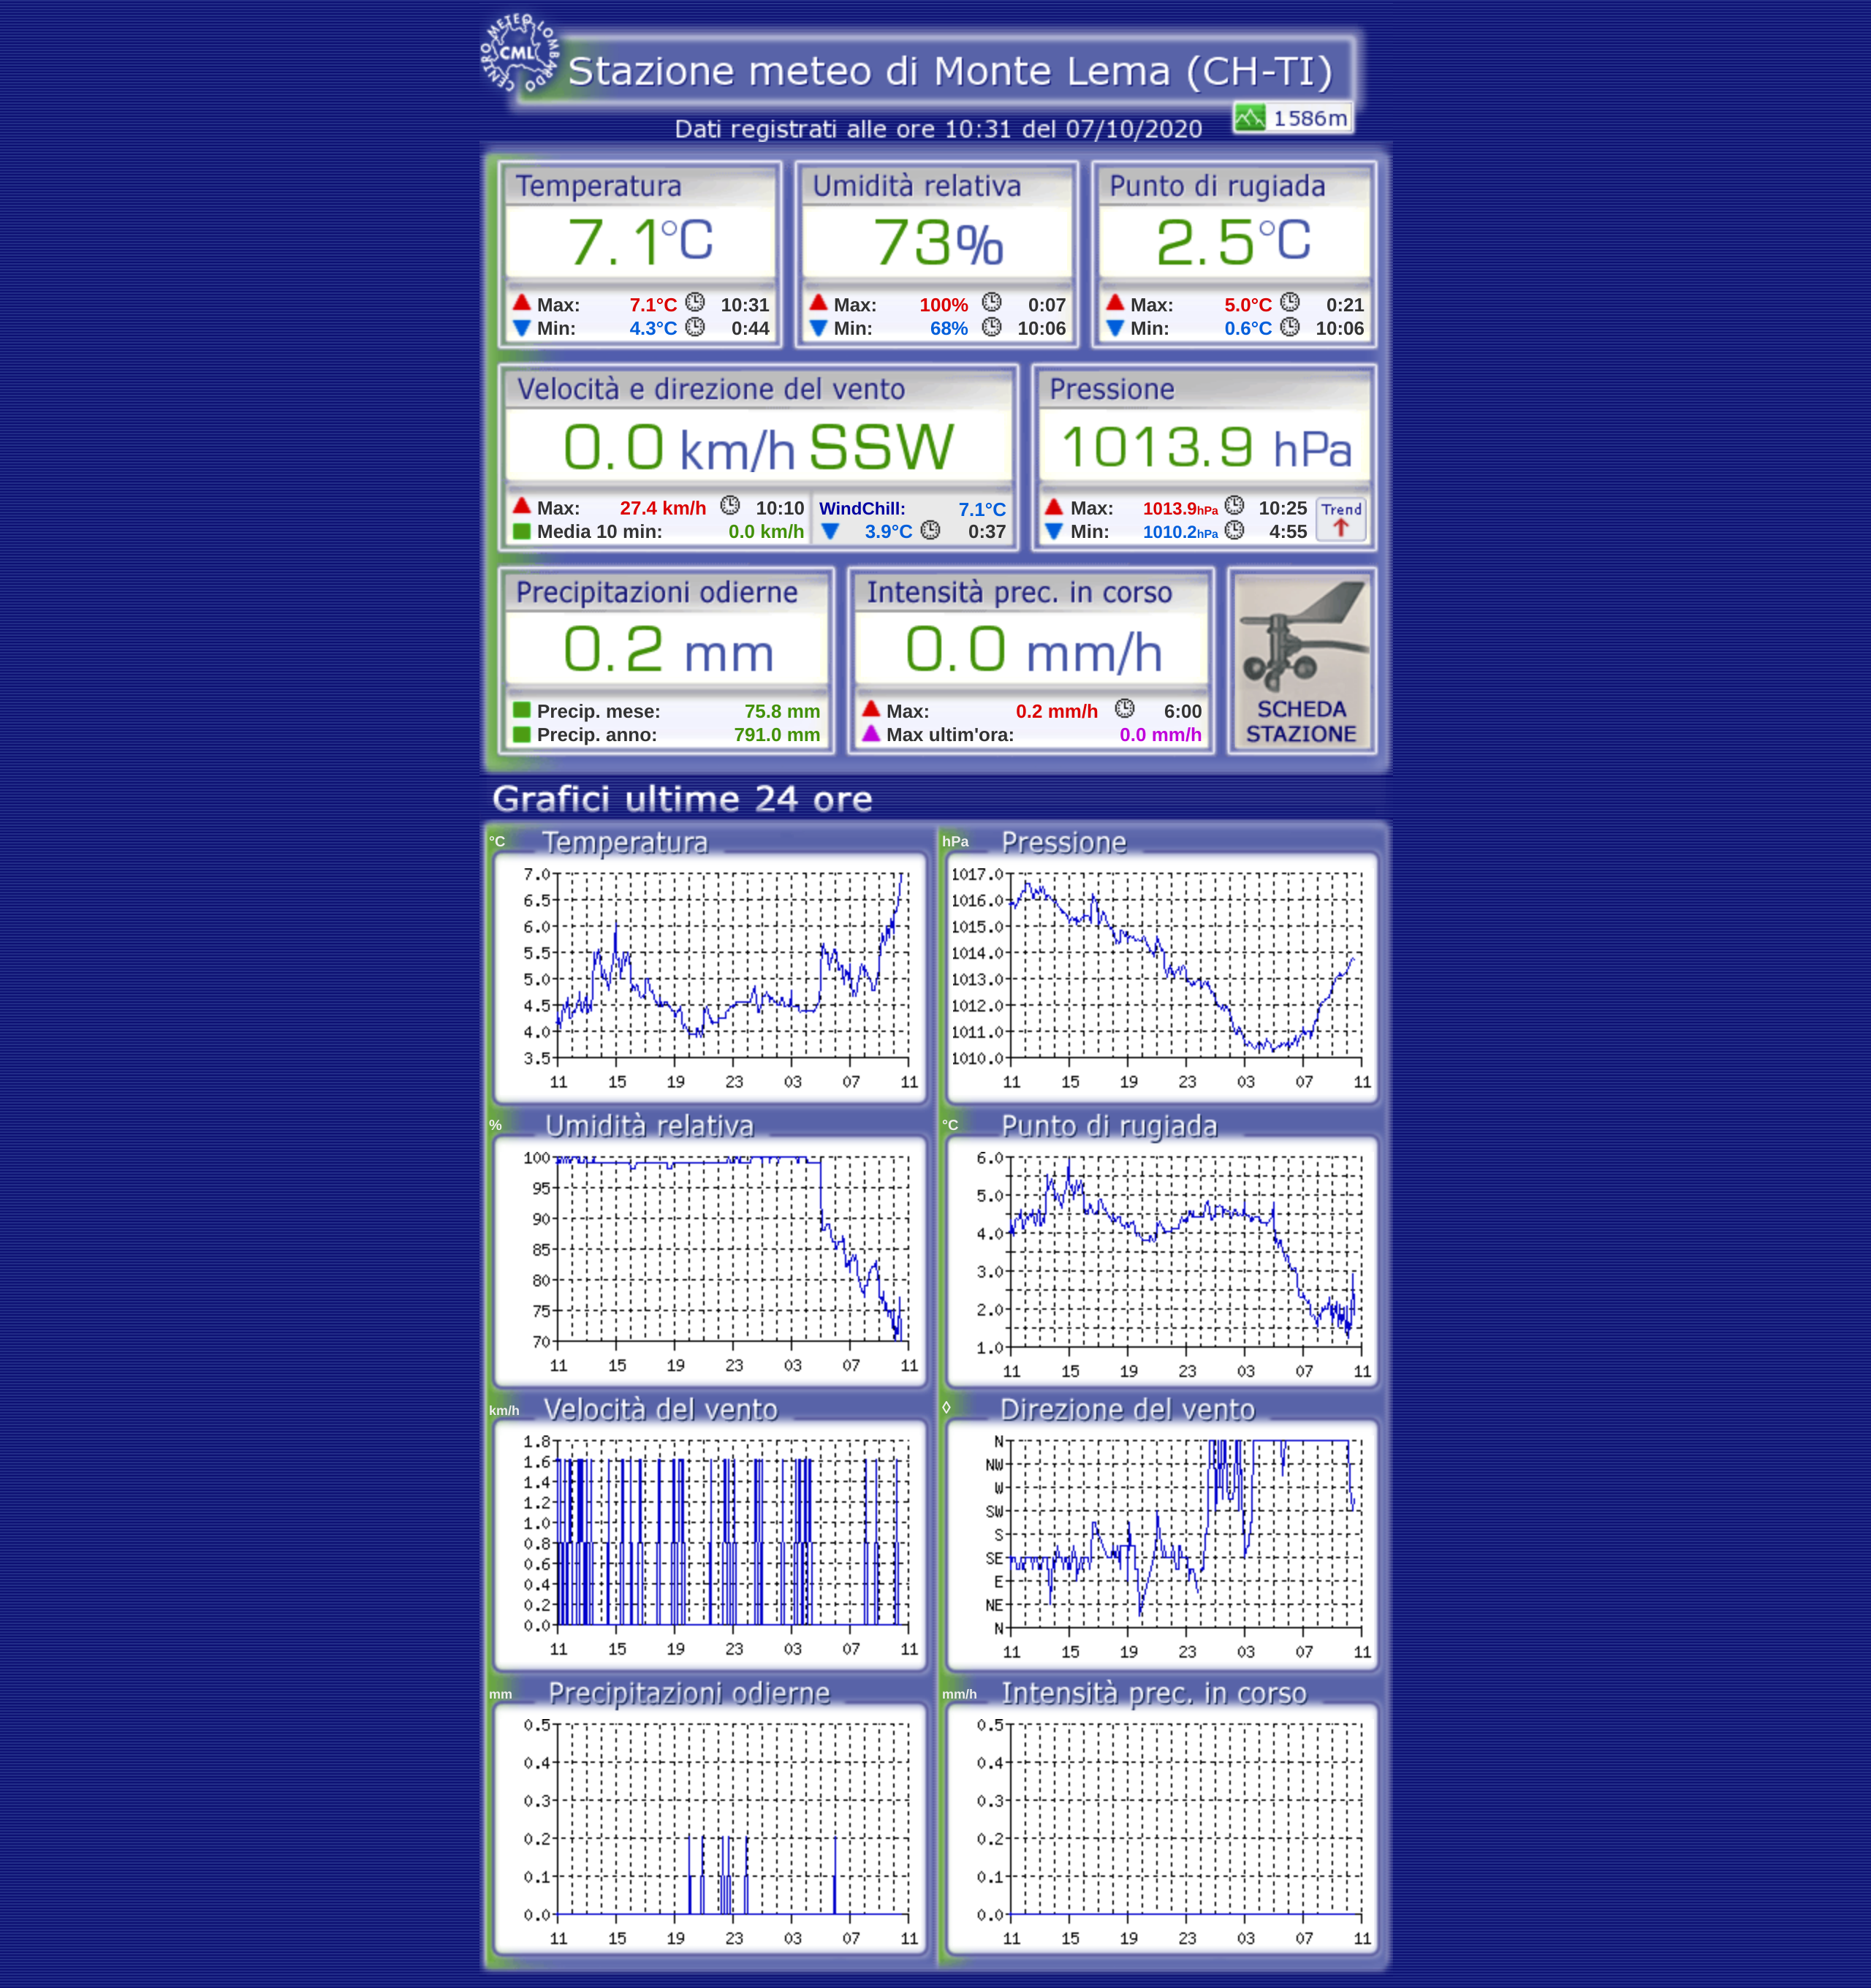 CENTRO METEO LOMBARDO
CML
Stazione meteo di Monte Lema (CH-TI)
Dati registrati alle ore 10:31 del 07/10/2020
1586m
Temperatura
7.1°C
Max: 7.1°C 10:31
Min: 4.3°C 0:44
Umidità relativa
73%
Max: 100% 0:07
Min: 68% 10:06
Punto di rugiada
2.5°C
Max: 5.0°C 0:21
Min: 0.6°C 10:06
Velocità e direzione del vento
0.0 km/h SSW
Max: 27.4 km/h 10:10
Media 10 min: 0.0 km/h
WindChill: 7.1°C
3.9°C 0:37
Pressione
1013.9 hPa
Max: 1013.9hPa 10:25
Min: 1010.2hPa 4:55
Trend
Precipitazioni odierne
0.2 mm
Precip. mese: 75.8 mm
Precip. anno: 791.0 mm
Intensità prec. in corso
0.0 mm/h
Max: 0.2 mm/h 6:00
Max ultim'ora: 0.0 mm/h
SCHEDA
STAZIONE
Grafici ultime 24 ore
°C Temperatura
7.0
6.5
6.0
5.5
5.0
4.5
4.0
3.5
11 15 19 23 03 07 11
hPa Pressione
1017.0
1016.0
1015.0
1014.0
1013.0
1012.0
1011.0
1010.0
11 15 19 23 03 07 11
% Umidità relativa
100
95
90
85
80
75
70
11 15 19 23 03 07 11
°C Punto di rugiada
6.0
5.0
4.0
3.0
2.0
1.0
11 15 19 23 03 07 11
km/h Velocità del vento
1.8
1.6
1.4
1.2
1.0
0.8
0.6
0.4
0.2
0.0
11 15 19 23 03 07 11
◊ Direzione del vento
N
NW
W
SW
S
SE
E
NE
N
11 15 19 23 03 07 11
mm Precipitazioni odierne
0.5
0.4
0.3
0.2
0.1
0.0
11 15 19 23 03 07 11
mm/h Intensità prec. in corso
0.5
0.4
0.3
0.2
0.1
0.0
11 15 19 23 03 07 11